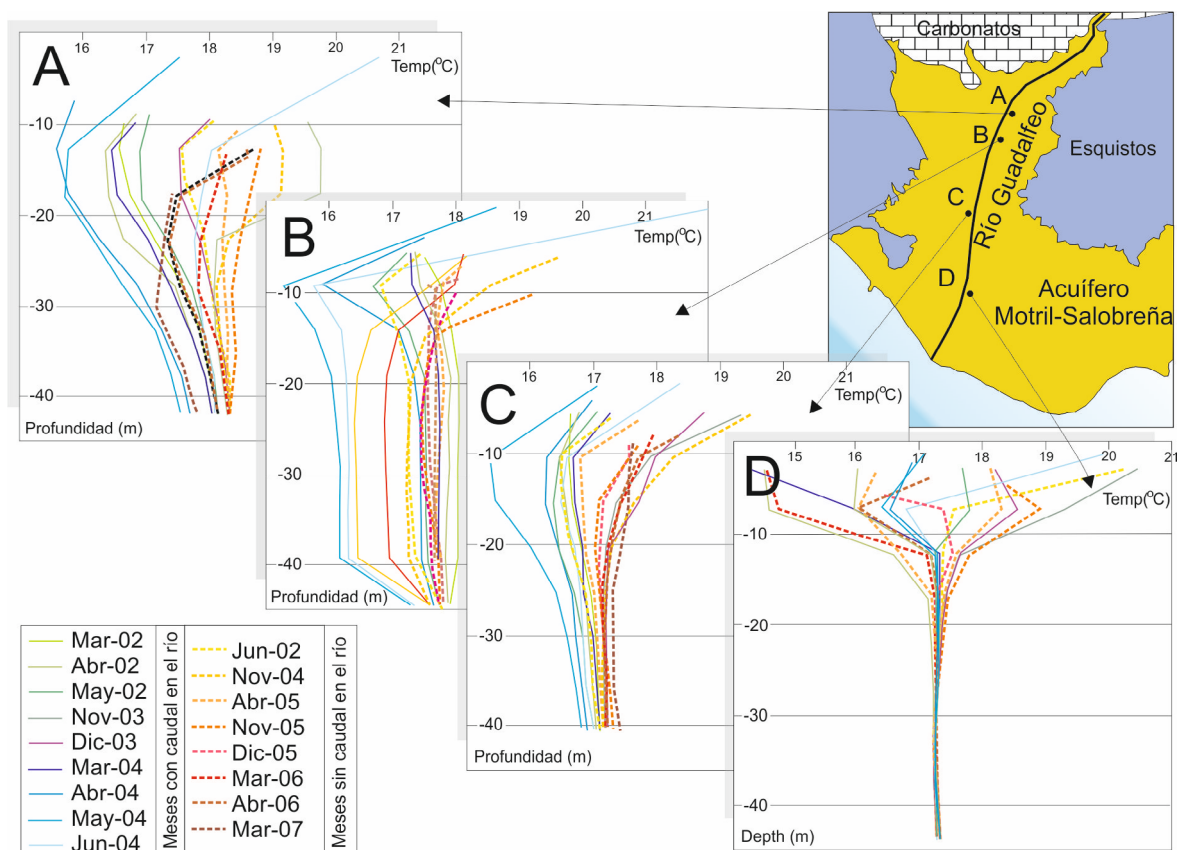 A
16 17 18 19 20 21
Temp(ºC)
-10
-20
-30
-40
Profundidad (m)
B
16 17 18 19 20 21
Temp(ºC)
-10
-20
-30
-40
Profundidad (m)
C
16 17 18 19 20 21
Temp(ºC)
-10
-20
-30
-40
Profundidad (m)
D
15 16 17 18 19 20 21
Temp(ºC)
-10
-20
-30
-40
Depth (m)
Carbonatos
A
B
C
D
Río Guadalfeo
Esquistos
Acuífero
Motril-Salobreña
Mar-02
Abr-02
May-02
Nov-03
Dic-03
Mar-04
Abr-04
May-04
Jun-04
Meses con caudal en el río
Jun-02
Nov-04
Abr-05
Nov-05
Dic-05
Mar-06
Abr-06
Mar-07
Meses sin caudal en el río